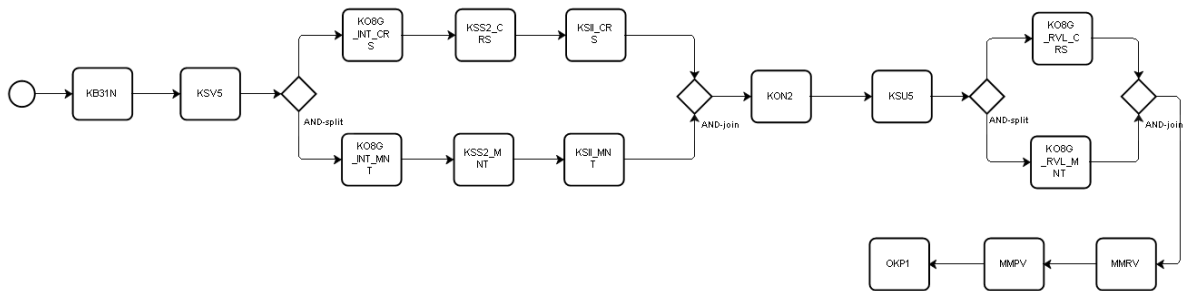 KB31N
KSV5
AND-split
KO8G
_INT_CR
S
KSS2_C
RS
KSII_CR
S
KO8G
_INT_MN
T
KSS2_M
NT
KSII_MN
T
AND-join
KON2
KSU5
AND-split
KO8G
_RVL_C
RS
KO8G
_RVL_M
NT
AND-join
MMRV
MMPV
OKP1